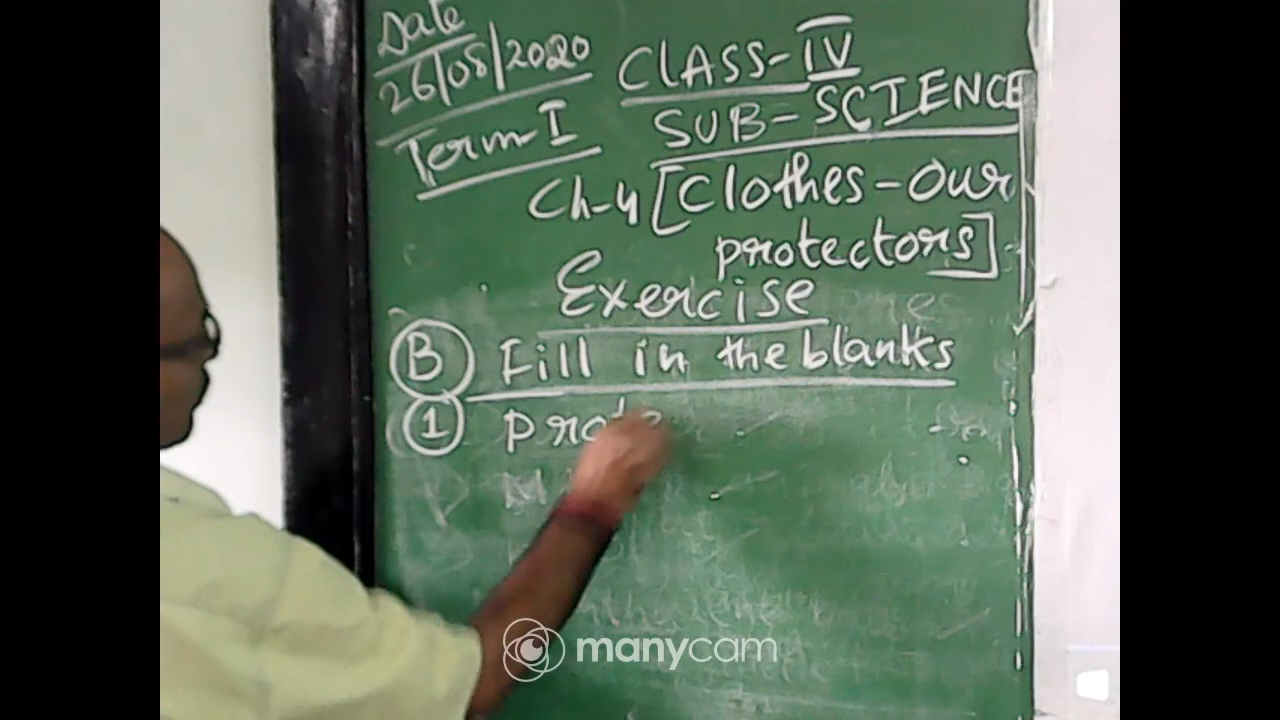 Date
26/08/2020
Term-I
CLASS-IV
SUB-SCIENCE
Ch-4 [Clothes-Our
protectors]
Exercise
B Fill in the blanks
1 prote
manycam